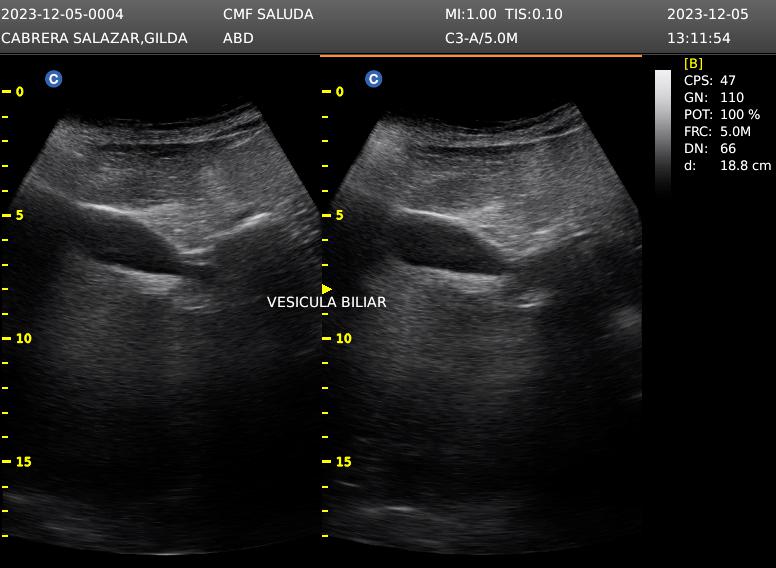 2023-12-05-0004 CMF SALUDA MI:1.00 TIS:0.10 2023-12-05
CABRERA SALAZAR,GILDA ABD C3-A/5.0M 13:11:54
C
C
[B]
CPS: 47
GN: 110
POT: 100 %
FRC: 5.0M
DN: 66
d: 18.8 cm
0
5
10
15
0
5
10
15
VESICULA BILIAR